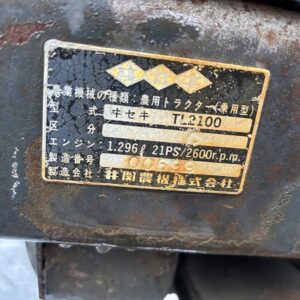 農業機械の種類:農用トラクター(乗用型)
型式 ヰセキ TL2100
区分
エンジン:1.296ℓ 21PS/2600r.p.m.
製造番号
製造会社:井関農機株式会社